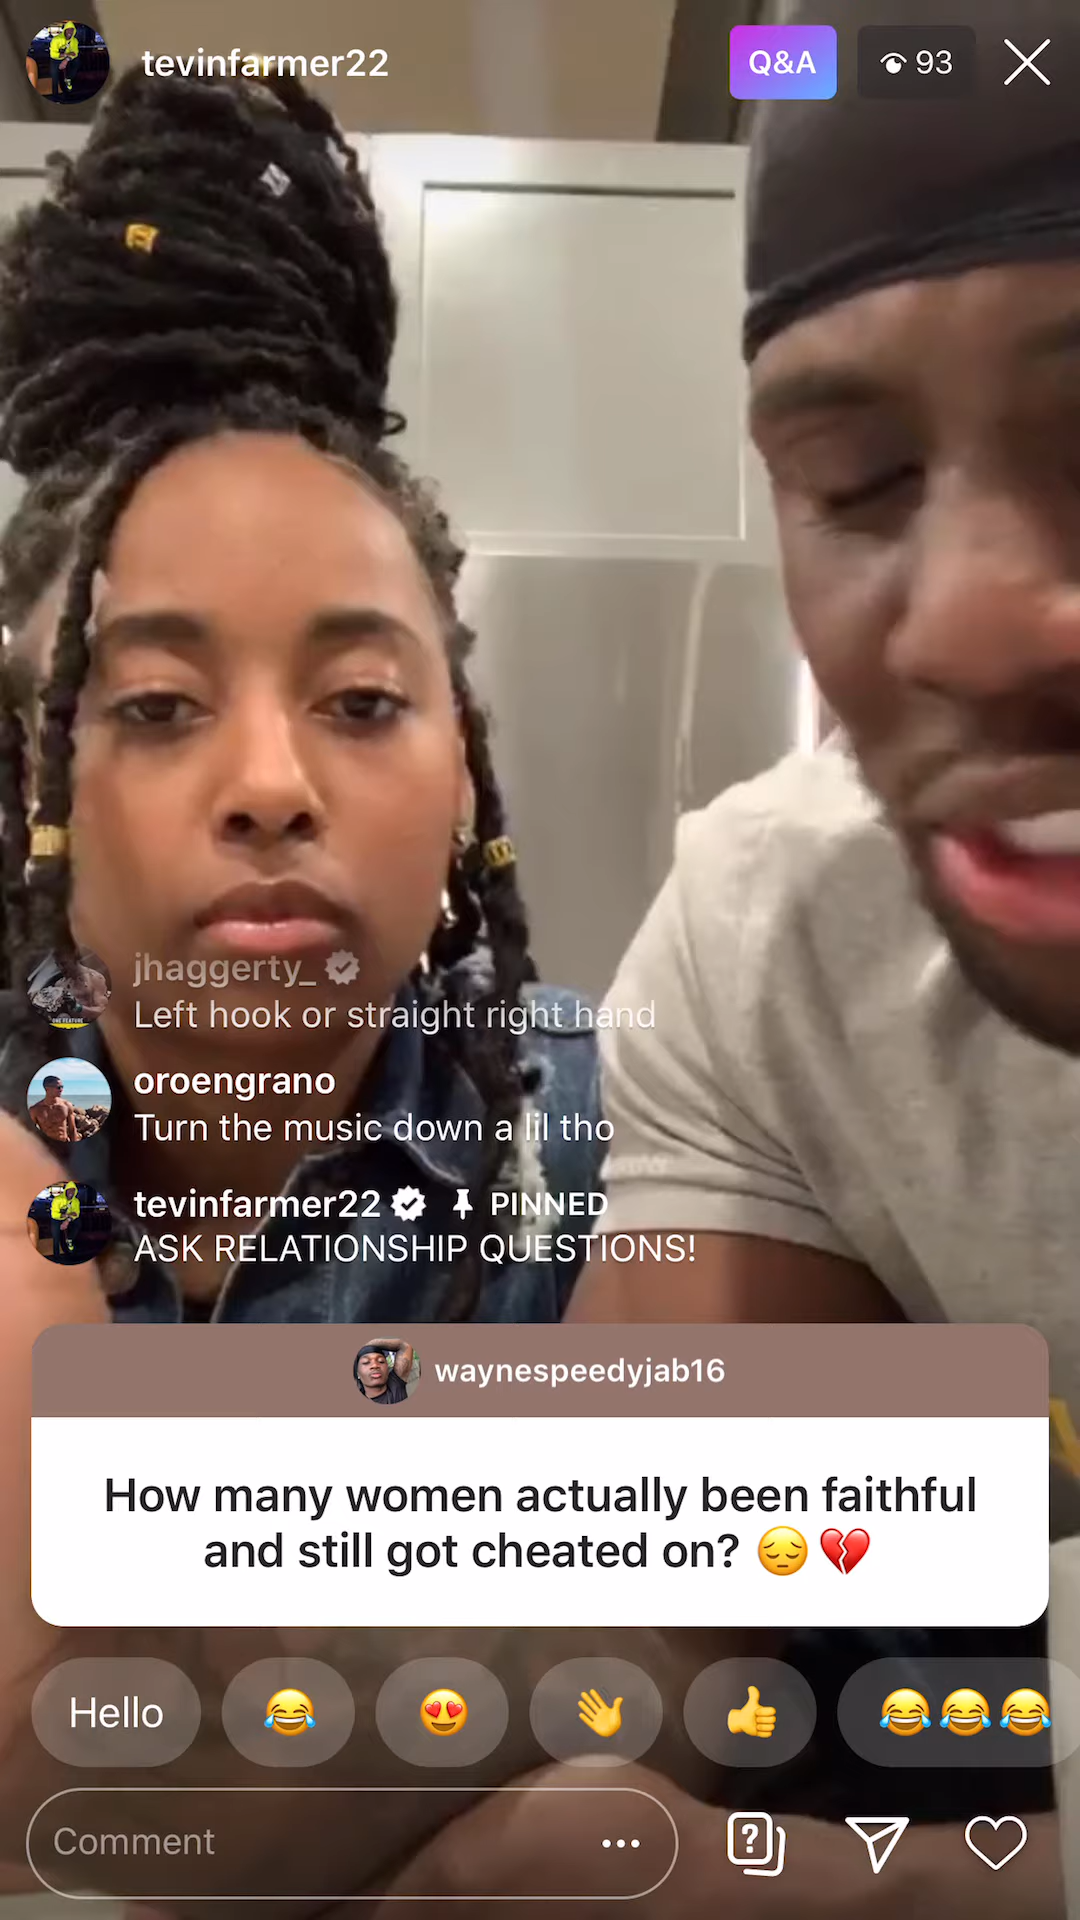 tevinfarmer22
Q&A
93
jhaggerty_
Left hook or straight right hand
oroengrano
Turn the music down a lil tho
tevinfarmer22 PINNED
ASK RELATIONSHIP QUESTIONS!
waynespeedyjab16
How many women actually been faithful
and still got cheated on? 😔 💔
Hello 😂 😍 👋 👍 😂 😂 😂
Comment